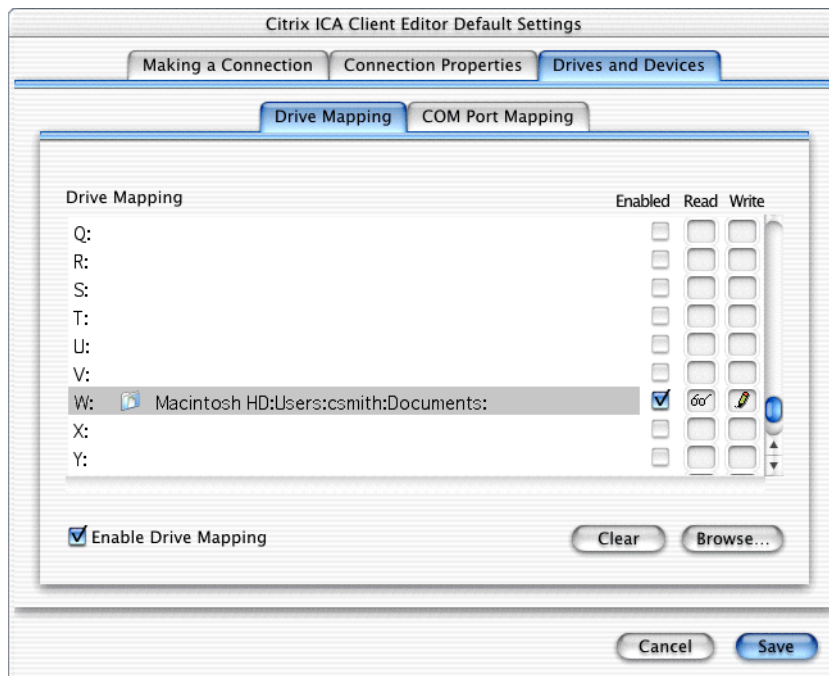 Citrix ICA Client Editor Default Settings
Making a Connection Connection Properties Drives and Devices
Drive Mapping COM Port Mapping
Drive Mapping Enabled Read Write
Q:
R:
S:
T:
U:
V:
W: Macintosh HD:Users:csmith:Documents:
X:
Y:
Enable Drive Mapping Clear Browse...
Cancel Save